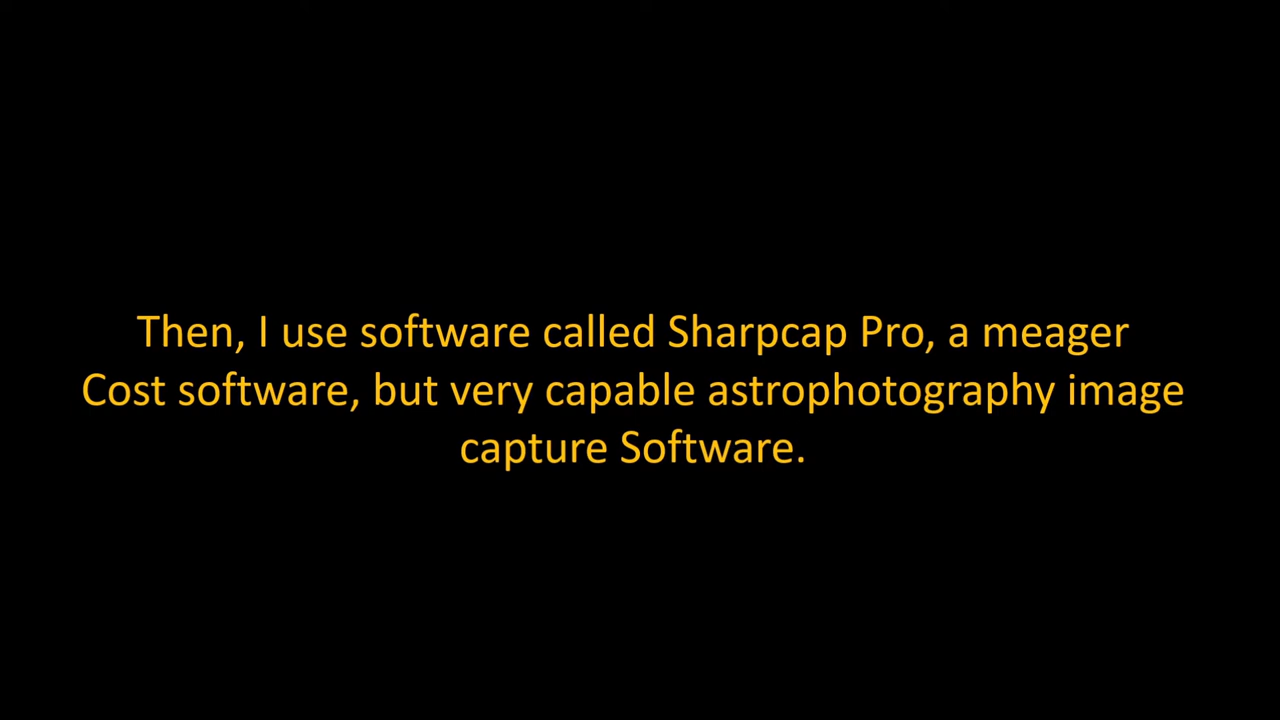 Then, I use software called Sharpcap Pro, a meager
Cost software, but very capable astrophotography image
capture Software.